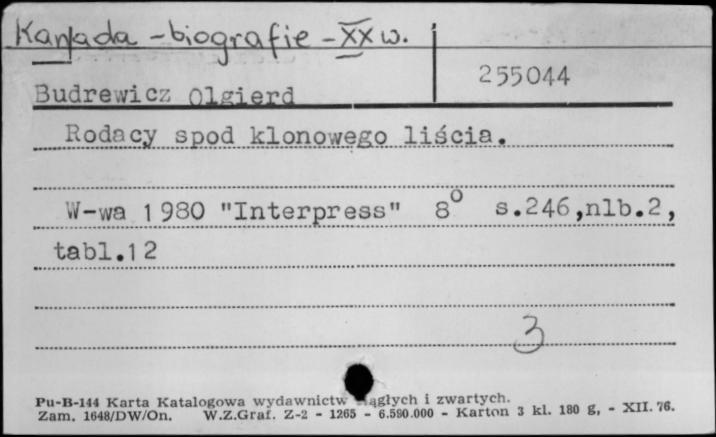 Kanada - biografie - XX w.
255044
Budrewicz Olgierd
Rodacy spod klonowego liścia.
W-wa 1980 "Interpress" 8° s.246,nlb.2,
tabl.12
3
Pu-B-144 Karta Katalogowa wydawnictw ciągłych i zwartych.
Zam. 1648/DW/On. W.Z.Graf. Z-2 - 1265 - 6.590.000 - Karton 3 kl. 180 g, - XII. 76.